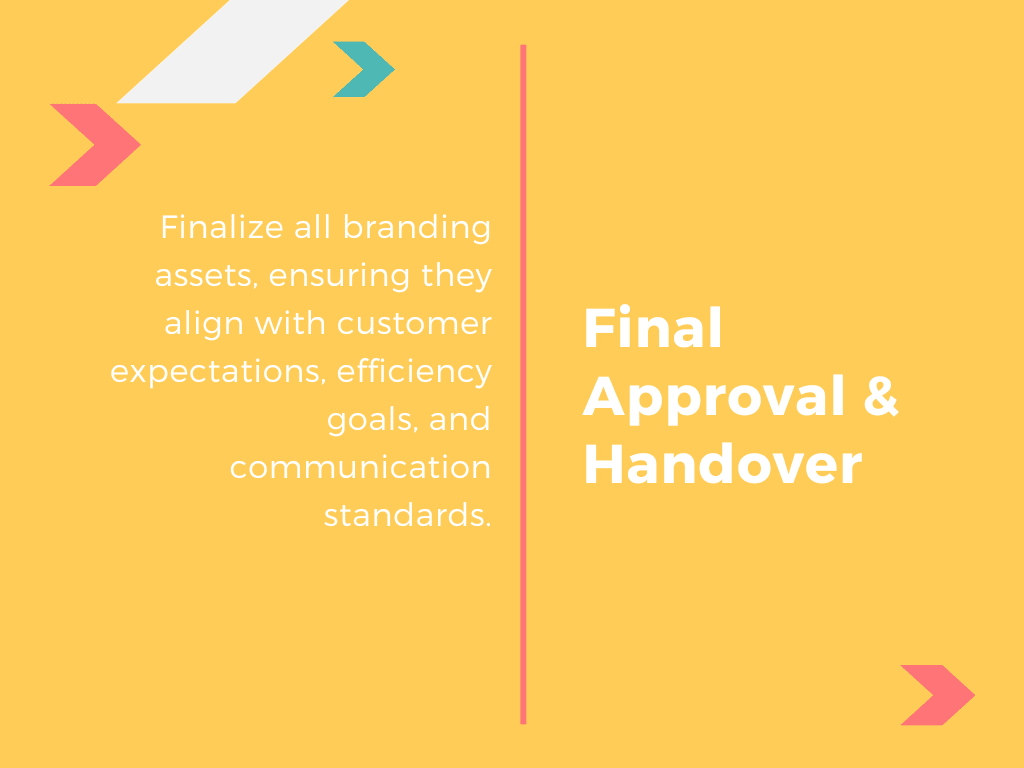 Finalize all branding
assets, ensuring they
align with customer
expectations, efficiency
goals, and
communication
standards.
Final
Approval &
Handover